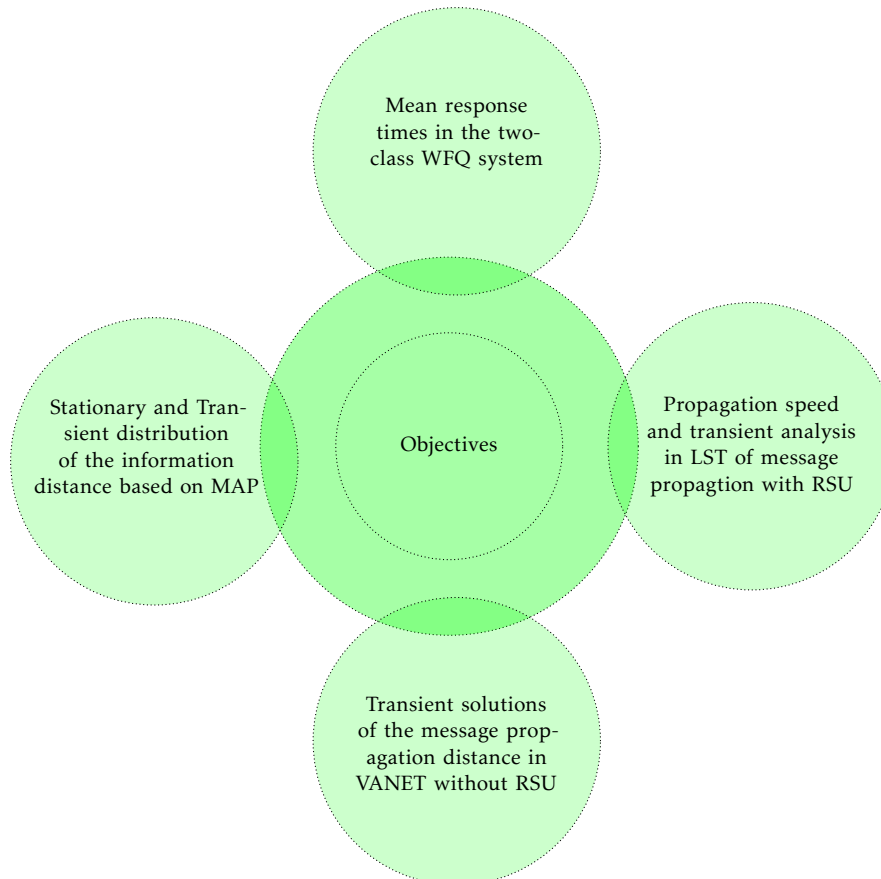 Mean response
times in the two-
class WFQ system
Stationary and Tran-
sient distribution
of the information
distance based on MAP
Objectives
Propagation speed
and transient analysis
in LST of message
propagtion with RSU
Transient solutions
of the message prop-
agation distance in
VANET without RSU